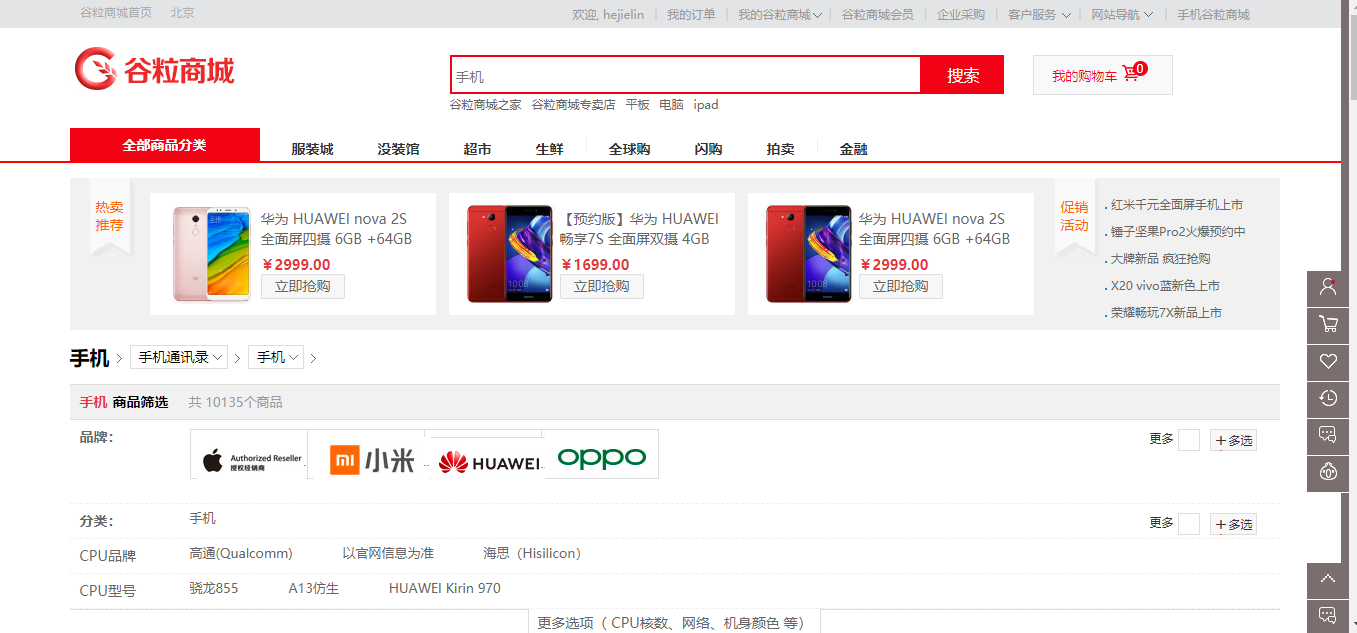 谷粒商城首页 北京 欢迎, hejielin 我的订单 我的谷粒商城 谷粒商城会员 企业采购 客户服务 网站导航 手机谷粒商城
谷粒商城
手机 搜索 我的购物车 0
谷粒商城之家 谷粒商城专卖店 平板 电脑 ipad
全部商品分类 服装城 没装馆 超市 生鲜 全球购 闪购 拍卖 金融
热卖
推荐
华为 HUAWEI nova 2S
全面屏四摄 6GB +64GB
¥2999.00
立即抢购
【预约版】华为 HUAWEI
畅享7S 全面屏双摄 4GB
¥1699.00
立即抢购
华为 HUAWEI nova 2S
全面屏四摄 6GB +64GB
¥2999.00
立即抢购
促销
活动
. 红米千元全面屏手机上市
. 锤子坚果Pro2火爆预约中
. 大牌新品 疯狂抢购
. X20 vivo蓝新色上市
. 荣耀畅玩7X新品上市
手机 > 手机通讯录 > 手机 >
手机 商品筛选 共 10135个商品
品牌：
Authorized Reseller
授权经销商
mi 小米 ..
HUAWEI
oppo
更多 +多选
分类： 手机 更多 +多选
CPU品牌 高通(Qualcomm) 以官网信息为准 海思（Hisilicon）
CPU型号 骁龙855 A13仿生 HUAWEI Kirin 970
更多选项（ CPU核数、网络、机身颜色 等）